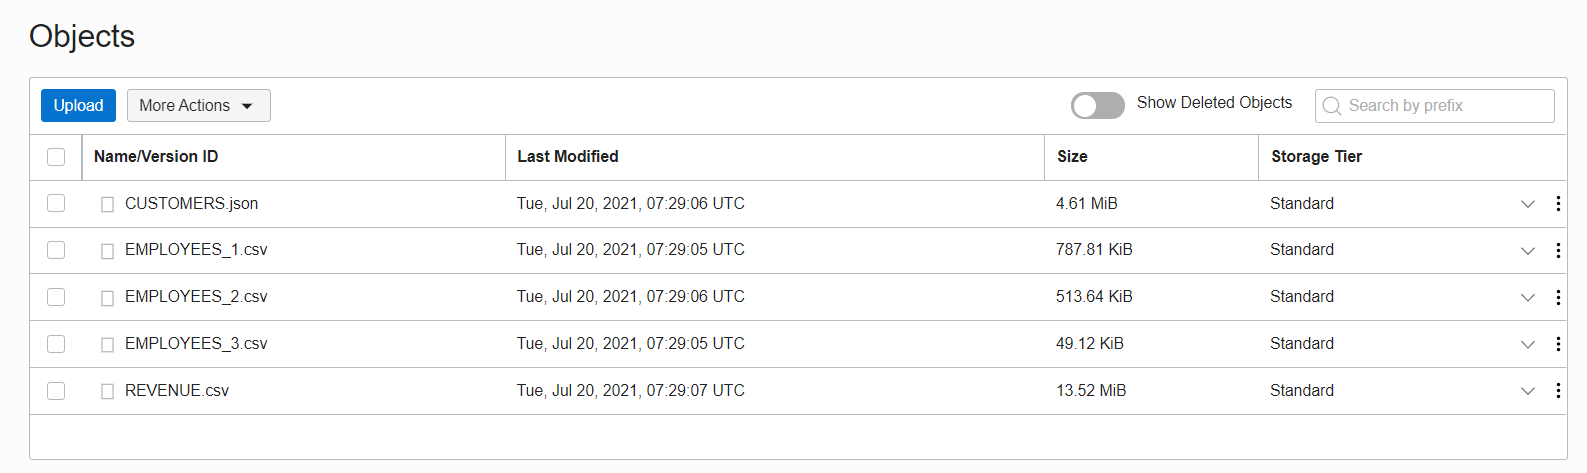 Objects
Upload More Actions Show Deleted Objects Search by prefix
Name/Version ID Last Modified Size Storage Tier
CUSTOMERS.json Tue, Jul 20, 2021, 07:29:06 UTC 4.61 MiB Standard
EMPLOYEES_1.csv Tue, Jul 20, 2021, 07:29:05 UTC 787.81 KiB Standard
EMPLOYEES_2.csv Tue, Jul 20, 2021, 07:29:06 UTC 513.64 KiB Standard
EMPLOYEES_3.csv Tue, Jul 20, 2021, 07:29:05 UTC 49.12 KiB Standard
REVENUE.csv Tue, Jul 20, 2021, 07:29:07 UTC 13.52 MiB Standard